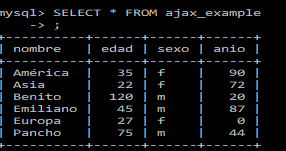 mysql> SELECT * FROM ajax_example
    -> ;
+----------+------+------+------+
| nombre   | edad | sexo | anio |
+----------+------+------+------+
| América  |   35 | f    |   90 |
| Asia     |   22 | f    |   72 |
| Benito   |  120 | m    |   20 |
| Emiliano |   45 | m    |   87 |
| Europa   |   27 | f    |    0 |
| Pancho   |   75 | m    |   44 |
+----------+------+------+------+